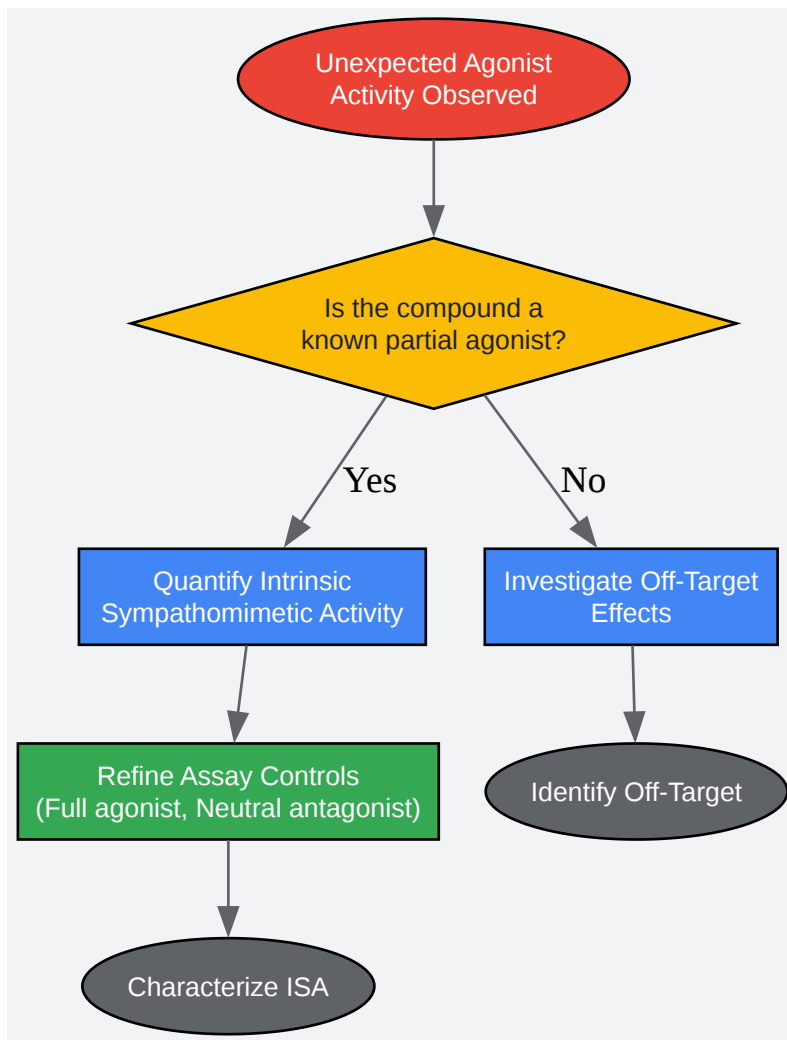 Unexpected Agonist
Activity Observed
Is the compound a
known partial agonist?
Yes
No
Quantify Intrinsic
Sympathomimetic Activity
Investigate Off-Target
Effects
Refine Assay Controls
(Full agonist, Neutral antagonist)
Identify Off-Target
Characterize ISA